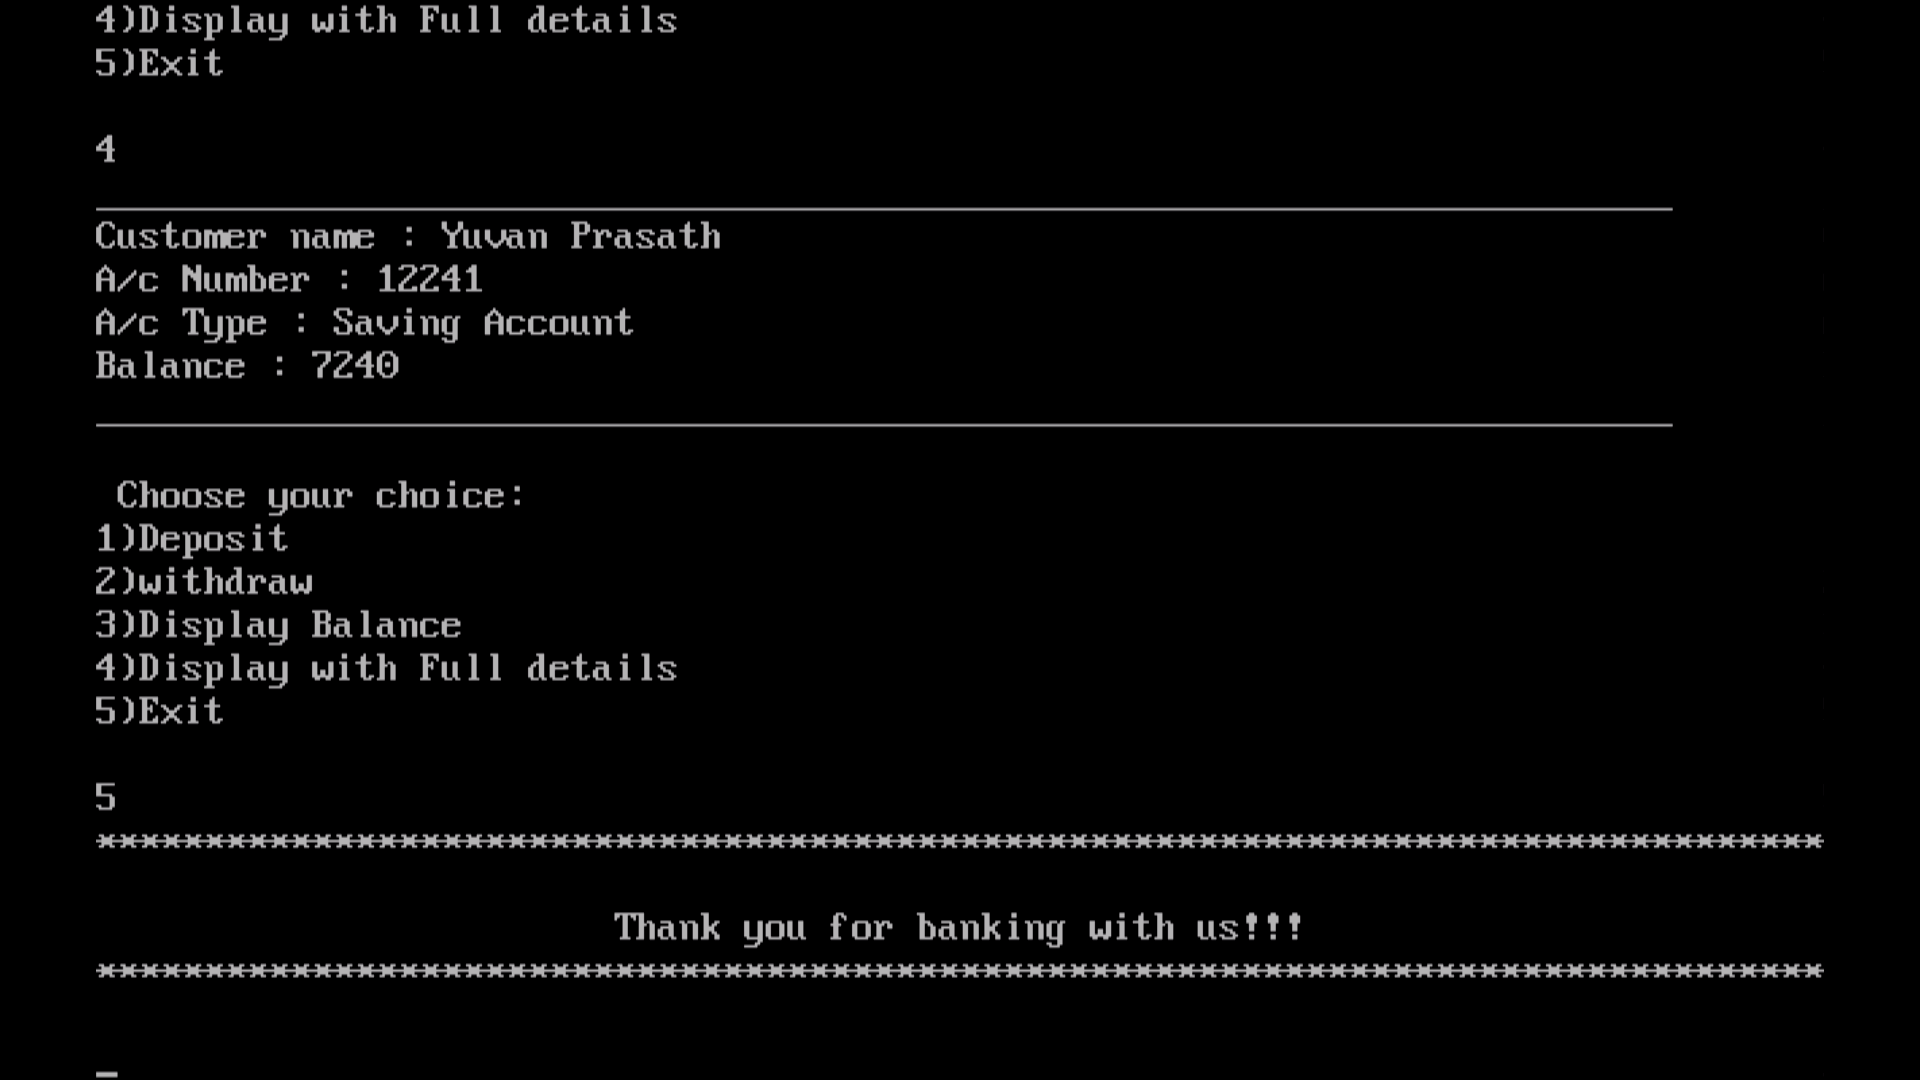 4)Display with Full details
5)Exit
4
Customer name : Yuvan Prasath
A/c Number : 12241
A/c Type : Saving Account
Balance : 7240
Choose your choice:
1)Deposit
2)withdraw
3)Display Balance
4)Display with Full details
5)Exit
5
********************************************************************************
Thank you for banking with us!!!
********************************************************************************